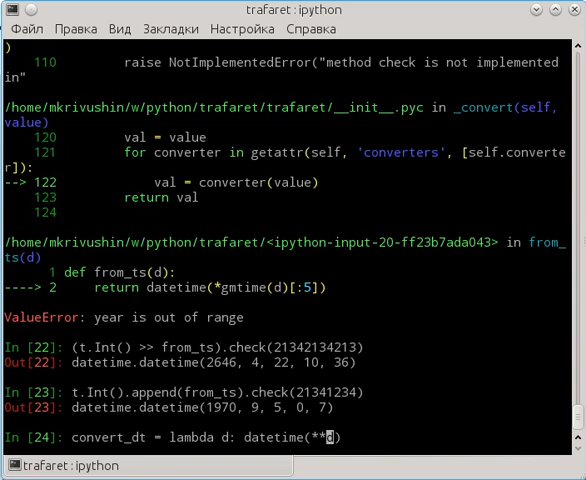 trafaret : ipython
Файл Правка Вид Закладки Настройка Справка
)
110 raise NotImplementedError("method check is not implemented
in"
/home/mkrivushin/w/python/trafaret/trafaret/__init__.pyc in _convert(self,
value)
120 val = value
121 for converter in getattr(self, 'converters', [self.converte
r]):
--> 122 val = converter(value)
123 return val
124
/home/mkrivushin/w/python/trafaret/<ipython-input-20-ff23b7ada043> in from_
ts(d)
1 def from_ts(d):
----> 2 return datetime(*gmtime(d)[:5])
ValueError: year is out of range
In [22]: (t.Int() >> from_ts).check(21342134213)
Out[22]: datetime.datetime(2646, 4, 22, 10, 36)
In [23]: t.Int().append(from_ts).check(21341234)
Out[23]: datetime.datetime(1970, 9, 5, 0, 7)
In [24]: convert_dt = lambda d: datetime(**d)
trafaret : ipython